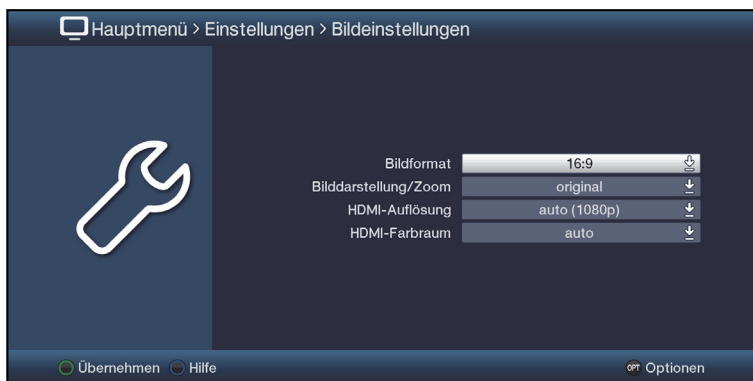 Hauptmenü > Einstellungen > Bildeinstellungen
Bildformat 16:9
Bilddarstellung/Zoom original
HDMI-Auflösung auto (1080p)
HDMI-Farbraum auto
Übernehmen Hilfe OPT Optionen